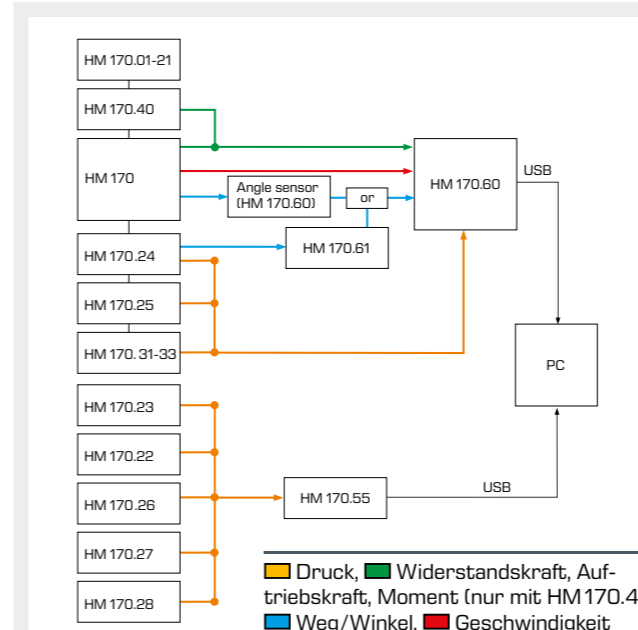 HM 170.01-21
HM 170.40
HM 170
HM 170.24
HM 170.25
HM 170.31-33
HM 170.23
HM 170.22
HM 170.26
HM 170.27
HM 170.28
Angle sensor
(HM 170.60)
or
HM 170.61
HM 170.60
USB
PC
HM 170.55
USB
Druck, Widerstandskraft, Auf-
triebskraft, Moment (nur mit HM 170.4
Weg/Winkel, Geschwindigkeit